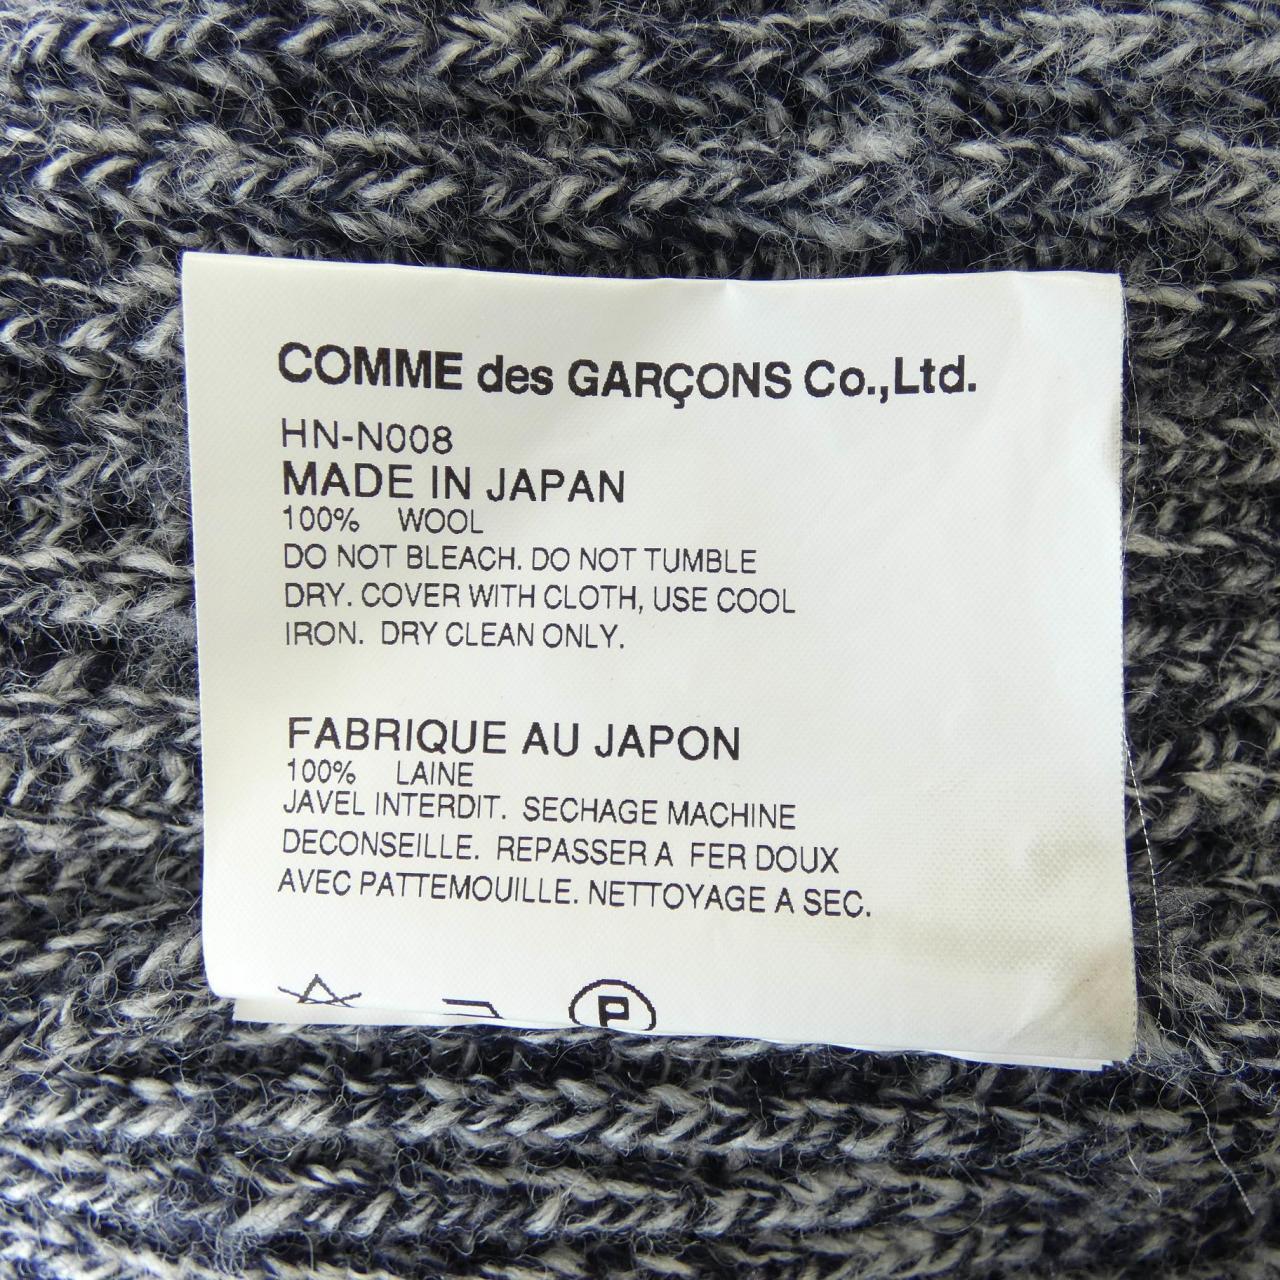 COMME des GARÇONS Co.,Ltd.
HN-N008
MADE IN JAPAN
100% WOOL
DO NOT BLEACH. DO NOT TUMBLE
DRY. COVER WITH CLOTH, USE COOL
IRON. DRY CLEAN ONLY.
FABRIQUE AU JAPON
100% LAINE
JAVEL INTERDIT. SECHAGE MACHINE
DECONSEILLE. REPASSER A FER DOUX
AVEC PATTEMOUILLE. NETTOYAGE A SEC.
P